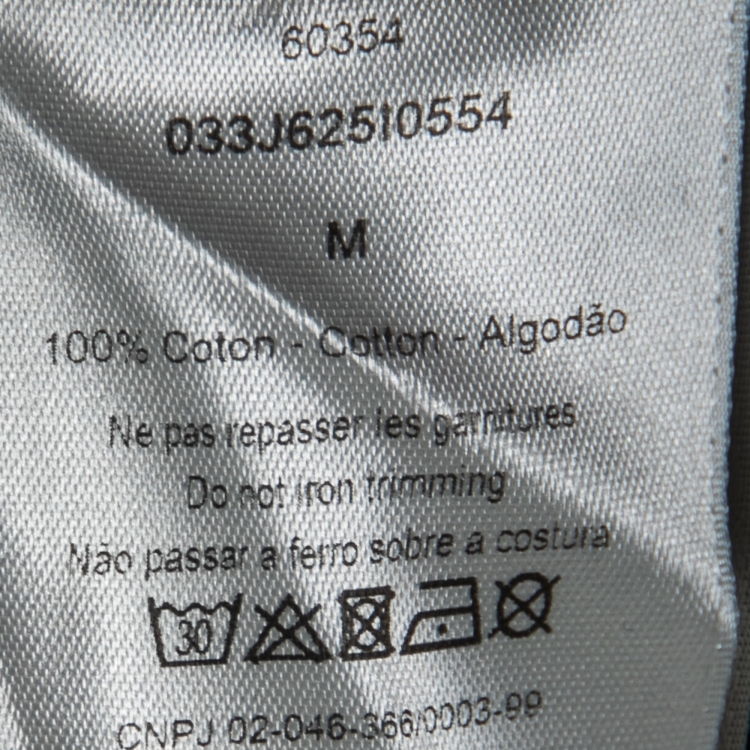 60354
033J625I0554
M
100% Coton - Cotton - Algodão
Ne pas repasser les garnitures
Do not iron trimming
Não passar a ferro sobre a costura
30
CNPJ 02-046-366/0003-99